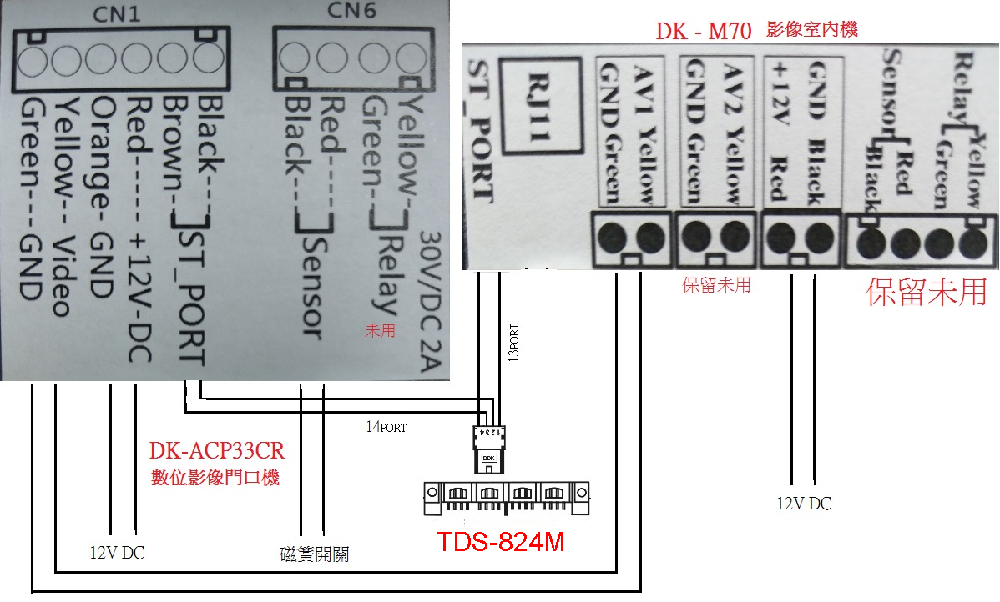 CN1
CN6
Green---GND
Yellow-- Video
Orange- GND
Red----- +12V-DC
Brown--
Black----
ST_PORT
Black---
Red-----
Sensor
Green--
Yellow--
Relay
30V/DC 2A
未用
DK - M70 影像室內機
ST_PORT
RJ11
GND Green
AV1 Yellow
GND Green
AV2 Yellow
+12V Red
GND Black
Sensor
Black
Red
Relay
Green
Yellow
保留未用
保留未用
13PORT
14PORT
1234
DDK
DK-ACP33CR
數位影像門口機
12V DC
磁簧開關
TDS-824M
12V DC